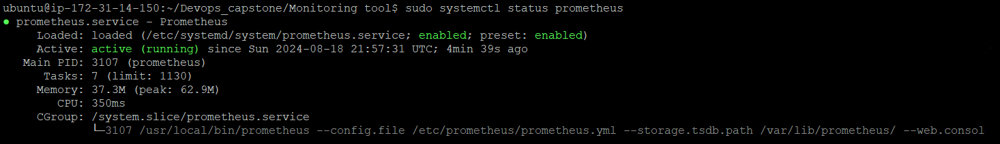 ubuntu@ip-172-31-14-150:~/Devops_capstone/Monitoring tool$ sudo systemctl status prometheus
● prometheus.service - Prometheus
Loaded: loaded (/etc/systemd/system/prometheus.service; enabled; preset: enabled)
Active: active (running) since Sun 2024-08-18 21:57:31 UTC; 4min 39s ago
Main PID: 3107 (prometheus)
Tasks: 7 (limit: 1130)
Memory: 37.3M (peak: 62.9M)
CPU: 350ms
CGroup: /system.slice/prometheus.service
└─3107 /usr/local/bin/prometheus --config.file /etc/prometheus/prometheus.yml --storage.tsdb.path /var/lib/prometheus/ --web.consol